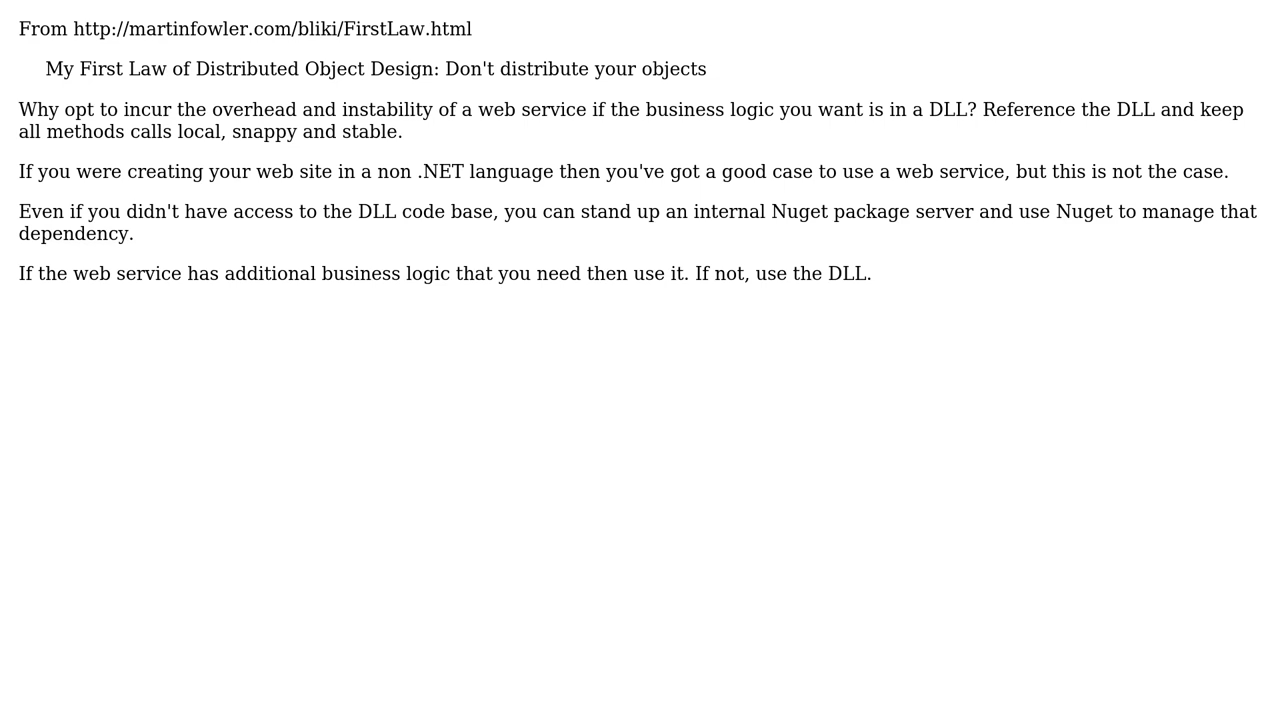 From http://martinfowler.com/bliki/FirstLaw.html
My First Law of Distributed Object Design: Don't distribute your objects
Why opt to incur the overhead and instability of a web service if the business logic you want is in a DLL? Reference the DLL and keep
all methods calls local, snappy and stable.
If you were creating your web site in a non .NET language then you've got a good case to use a web service, but this is not the case.
Even if you didn't have access to the DLL code base, you can stand up an internal Nuget package server and use Nuget to manage that
dependency.
If the web service has additional business logic that you need then use it. If not, use the DLL.